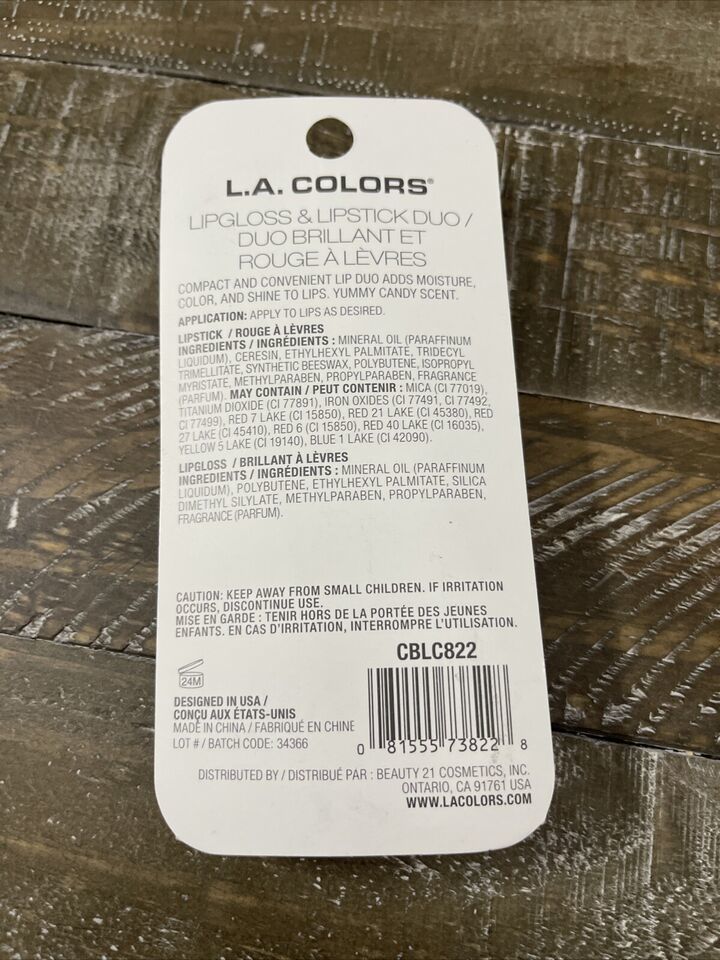 L.A. COLORS®
LIPGLOSS & LIPSTICK DUO /
DUO BRILLANT ET
ROUGE À LÈVRES
COMPACT AND CONVENIENT LIP DUO ADDS MOISTURE,
COLOR, AND SHINE TO LIPS. YUMMY CANDY SCENT.
APPLICATION: APPLY TO LIPS AS DESIRED.
LIPSTICK / ROUGE À LÈVRES
INGREDIENTS / INGRÉDIENTS : MINERAL OIL (PARAFFINUM
LIQUIDUM), CERESIN, ETHYLHEXYL PALMITATE, TRIDECYL
TRIMELLITATE, SYNTHETIC BEESWAX, POLYBUTENE, ISOPROPYL
MYRISTATE, METHYLPARABEN, PROPYLPARABEN, FRAGRANCE
(PARFUM). MAY CONTAIN / PEUT CONTENIR : MICA (CI 77019),
TITANIUM DIOXIDE (CI 77891), IRON OXIDES (CI 77491, CI 77492,
CI 77499), RED 7 LAKE (CI 15850), RED 21 LAKE (CI 45380), RED
27 LAKE (CI 45410), RED 6 (CI 15850), RED 40 LAKE (CI 16035),
YELLOW 5 LAKE (CI 19140), BLUE 1 LAKE (CI 42090).
LIPGLOSS / BRILLANT À LÈVRES
INGREDIENTS / INGRÉDIENTS : MINERAL OIL (PARAFFINUM
LIQUIDUM), POLYBUTENE, ETHYLHEXYL PALMITATE, SILICA
DIMETHYL SILYLATE, METHYLPARABEN, PROPYLPARABEN,
FRAGRANCE (PARFUM).
CAUTION: KEEP AWAY FROM SMALL CHILDREN. IF IRRITATION
OCCURS, DISCONTINUE USE.
MISE EN GARDE : TENIR HORS DE LA PORTÉE DES JEUNES
ENFANTS. EN CAS D'IRRITATION, INTERROMPRE L'UTILISATION.
CBLC822
24M
DESIGNED IN USA /
CONÇU AUX ÉTATS-UNIS
MADE IN CHINA / FABRIQUÉ EN CHINE
LOT # / BATCH CODE: 34366
0 81555 73822 8
DISTRIBUTED BY / DISTRIBUÉ PAR : BEAUTY 21 COSMETICS, INC.
ONTARIO, CA 91761 USA
WWW.LACOLORS.COM